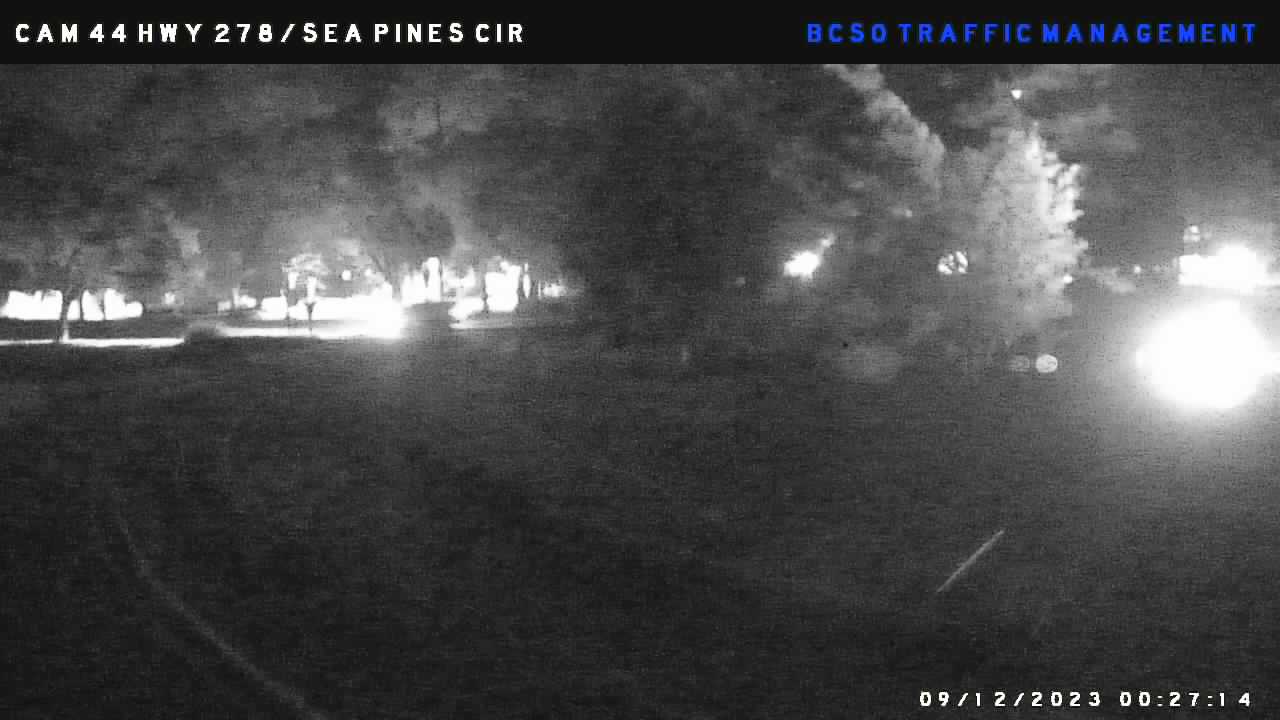 CAM 44 HWY 278/SEA PINES CIR
BCSO TRAFFIC MANAGEMENT
09/12/2023 00:27:14